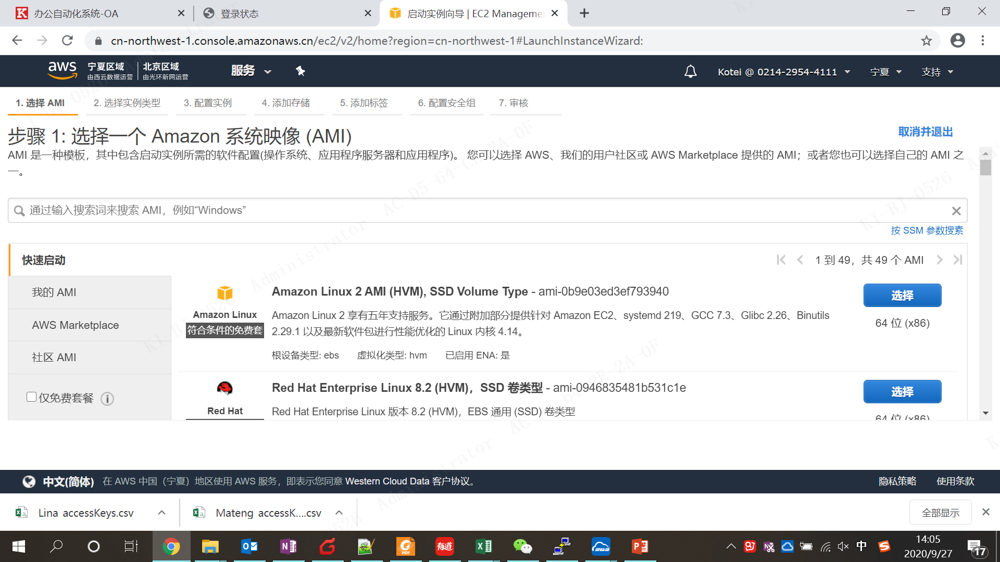 办公自动化系统-OA
登录状态
启动实例向导 | EC2 Manageme
cn-northwest-1.console.amazonaws.cn/ec2/v2/home?region=cn-northwest-1#LaunchInstanceWizard:
aws
宁夏区域
由西云数据运营
北京区域
由光环新网运营
服务
Kotei @ 0214-2954-4111
宁夏
支持
1. 选择 AMI
2. 选择实例类型
3. 配置实例
4. 添加存储
5. 添加标签
6. 配置安全组
7. 审核
步骤 1: 选择一个 Amazon 系统映像 (AMI)
取消并退出
AMI 是一种模板，其中包含启动实例所需的软件配置(操作系统、应用程序服务器和应用程序)。 您可以选择 AWS、我们的用户社区或 AWS Marketplace 提供的 AMI；或者您也可以选择自己的 AMI 之
一。
通过输入搜索词来搜索 AMI，例如“Windows”
按 SSM 参数搜素
快速启动
1 到 49，共 49 个 AMI
我的 AMI
AWS Marketplace
社区 AMI
仅免费套餐
Amazon Linux
符合条件的免费套
Amazon Linux 2 AMI (HVM), SSD Volume Type - ami-0b9e03ed3ef793940
Amazon Linux 2 享有五年支持服务。它通过附加部分提供针对 Amazon EC2、systemd 219、GCC 7.3、Glibc 2.26、Binutils
2.29.1 以及最新软件包进行性能优化的 Linux 内核 4.14。
根设备类型: ebs 虚拟化类型: hvm 已启用 ENA: 是
选择
64 位 (x86)
Red Hat
Red Hat Enterprise Linux 8.2 (HVM)，SSD 卷类型 - ami-0946835481b531c1e
Red Hat Enterprise Linux 版本 8.2 (HVM)，EBS 通用 (SSD) 卷类型
选择
64 位 (x86)
中文(简体)
在 AWS 中国（宁夏）地区使用 AWS 服务，即表示您同意 Western Cloud Data 客户协议。
隐私策略
使用条款
Lina accessKeys.csv
Mateng accessK....csv
全部显示
有道
中
14:05
2020/9/27
17
K1-BJ-0526
Administrator
AC-D5-64-CE-2A-0F